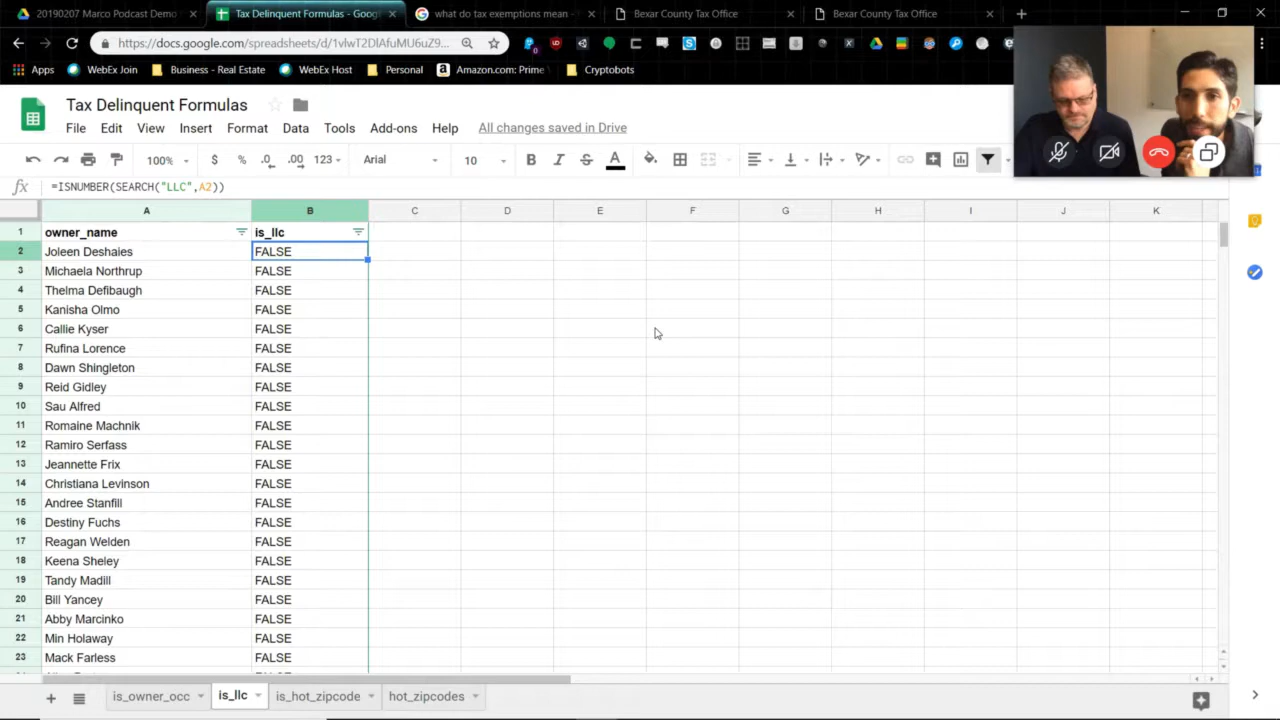 20190207 Marco Podcast Demo
Tax Delinquent Formulas - Goog
what do tax exemptions mean -
Bexar County Tax Office
Bexar County Tax Office
https://docs.google.com/spreadsheets/d/1vlwT2DlAfuMU6uZ9...
Apps
WebEx Join
Business - Real Estate
WebEx Host
Personal
Amazon.com: Prime
Cryptobots
Tax Delinquent Formulas
File Edit View Insert Format Data Tools Add-ons Help All changes saved in Drive
100% $ % .0 .00 123 Arial 10 B I S A
fx =ISNUMBER(SEARCH("LLC",A2))
A B C D E F G H I J K
1 owner_name is_llc
2 Joleen Deshaies FALSE
3 Michaela Northrup FALSE
4 Thelma Defibaugh FALSE
5 Kanisha Olmo FALSE
6 Callie Kyser FALSE
7 Rufina Lorence FALSE
8 Dawn Shingleton FALSE
9 Reid Gidley FALSE
10 Sau Alfred FALSE
11 Romaine Machnik FALSE
12 Ramiro Serfass FALSE
13 Jeannette Frix FALSE
14 Christiana Levinson FALSE
15 Andree Stanfill FALSE
16 Destiny Fuchs FALSE
17 Reagan Welden FALSE
18 Keena Sheley FALSE
19 Tandy Madill FALSE
20 Bill Yancey FALSE
21 Abby Marcinko FALSE
22 Min Holaway FALSE
23 Mack Farless FALSE
is_owner_occ is_llc is_hot_zipcode hot_zipcodes